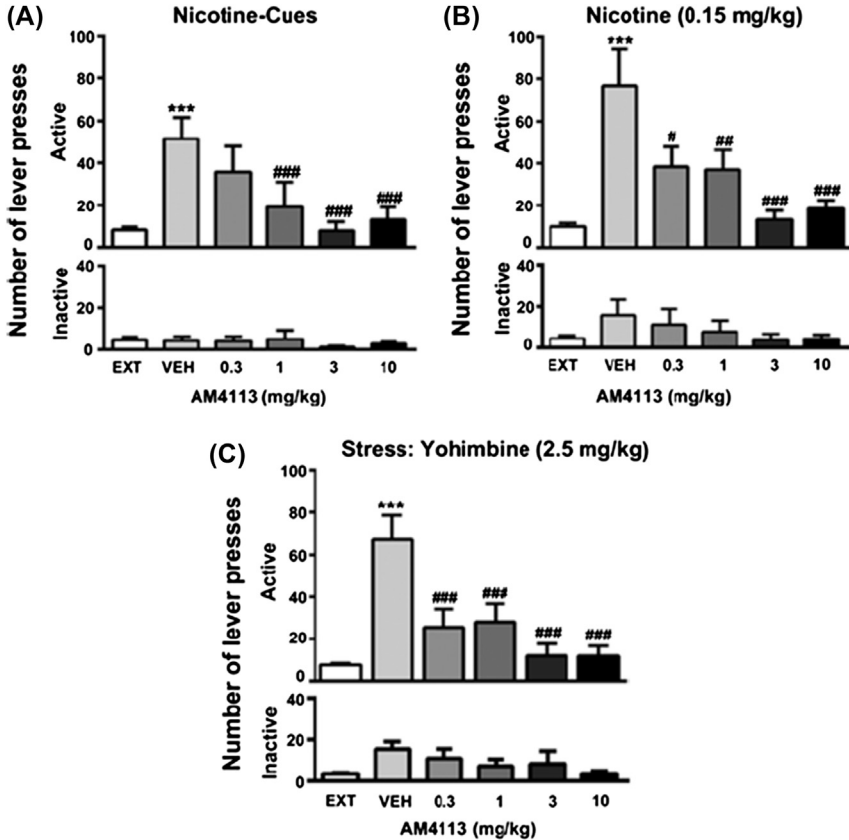 (A)
Nicotine-Cues
Number of lever presses
Active
100
80
60
40
20
0
***
###
###
###
Inactive
40
20
0
EXT VEH 0.3 1 3 10
AM4113 (mg/kg)
(B)
Nicotine (0.15 mg/kg)
Number of lever presses
Active
100
80
60
40
20
0
***
#
##
###
###
Inactive
40
20
0
EXT VEH 0.3 1 3 10
AM4113 (mg/kg)
(C)
Stress: Yohimbine (2.5 mg/kg)
Number of lever presses
Active
100
80
60
40
20
0
***
###
###
###
###
Inactive
40
20
0
EXT VEH 0.3 1 3 10
AM4113 (mg/kg)